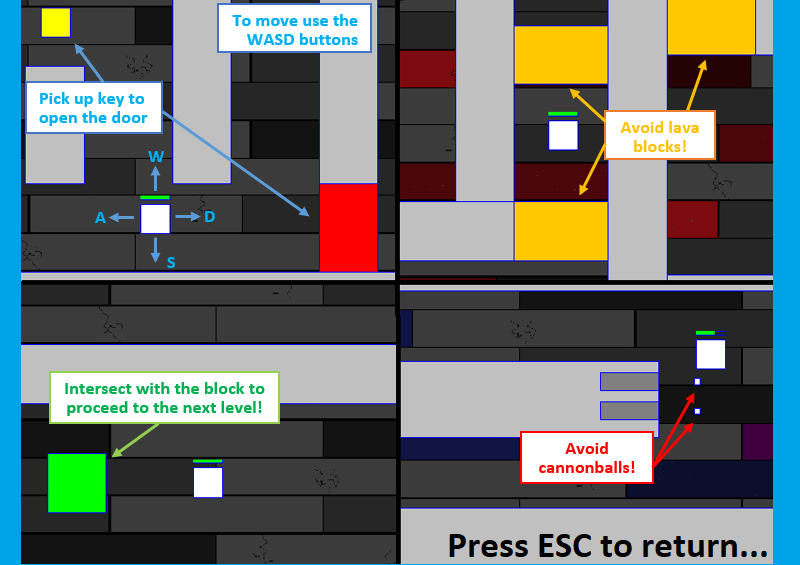 To move use the
WASD buttons
Pick up key to
open the door
W
A
D
S
Avoid lava
blocks!
Intersect with the block to
proceed to the next level!
Avoid
cannonballs!
Press ESC to return...